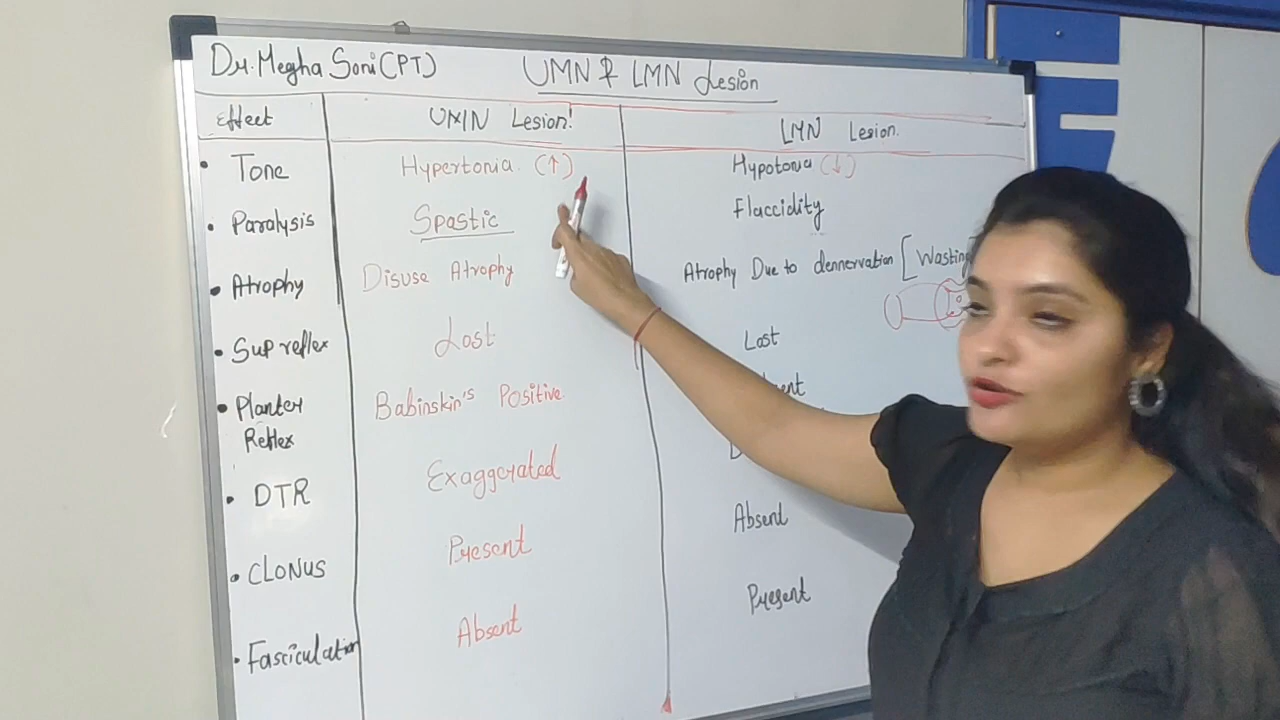 Dr. Megha Soni (PT)
UMN & LMN Lesion
Effect
UMN Lesion!
LMN Lesion.
• Tone
Hypertonia. (↑)
Hypotonia (↓)
• Paralysis
Spastic
Flaccidity
• Atrophy
Disuse Atrophy
Atrophy Due to dennervation [Wasting]
• Sup reflex
Lost
Lost
• Planter
Reflex
Babinskin's Positive
• DTR
Exaggerated
• CLONUS
Present
Absent
• Fasciculation
Absent
Present